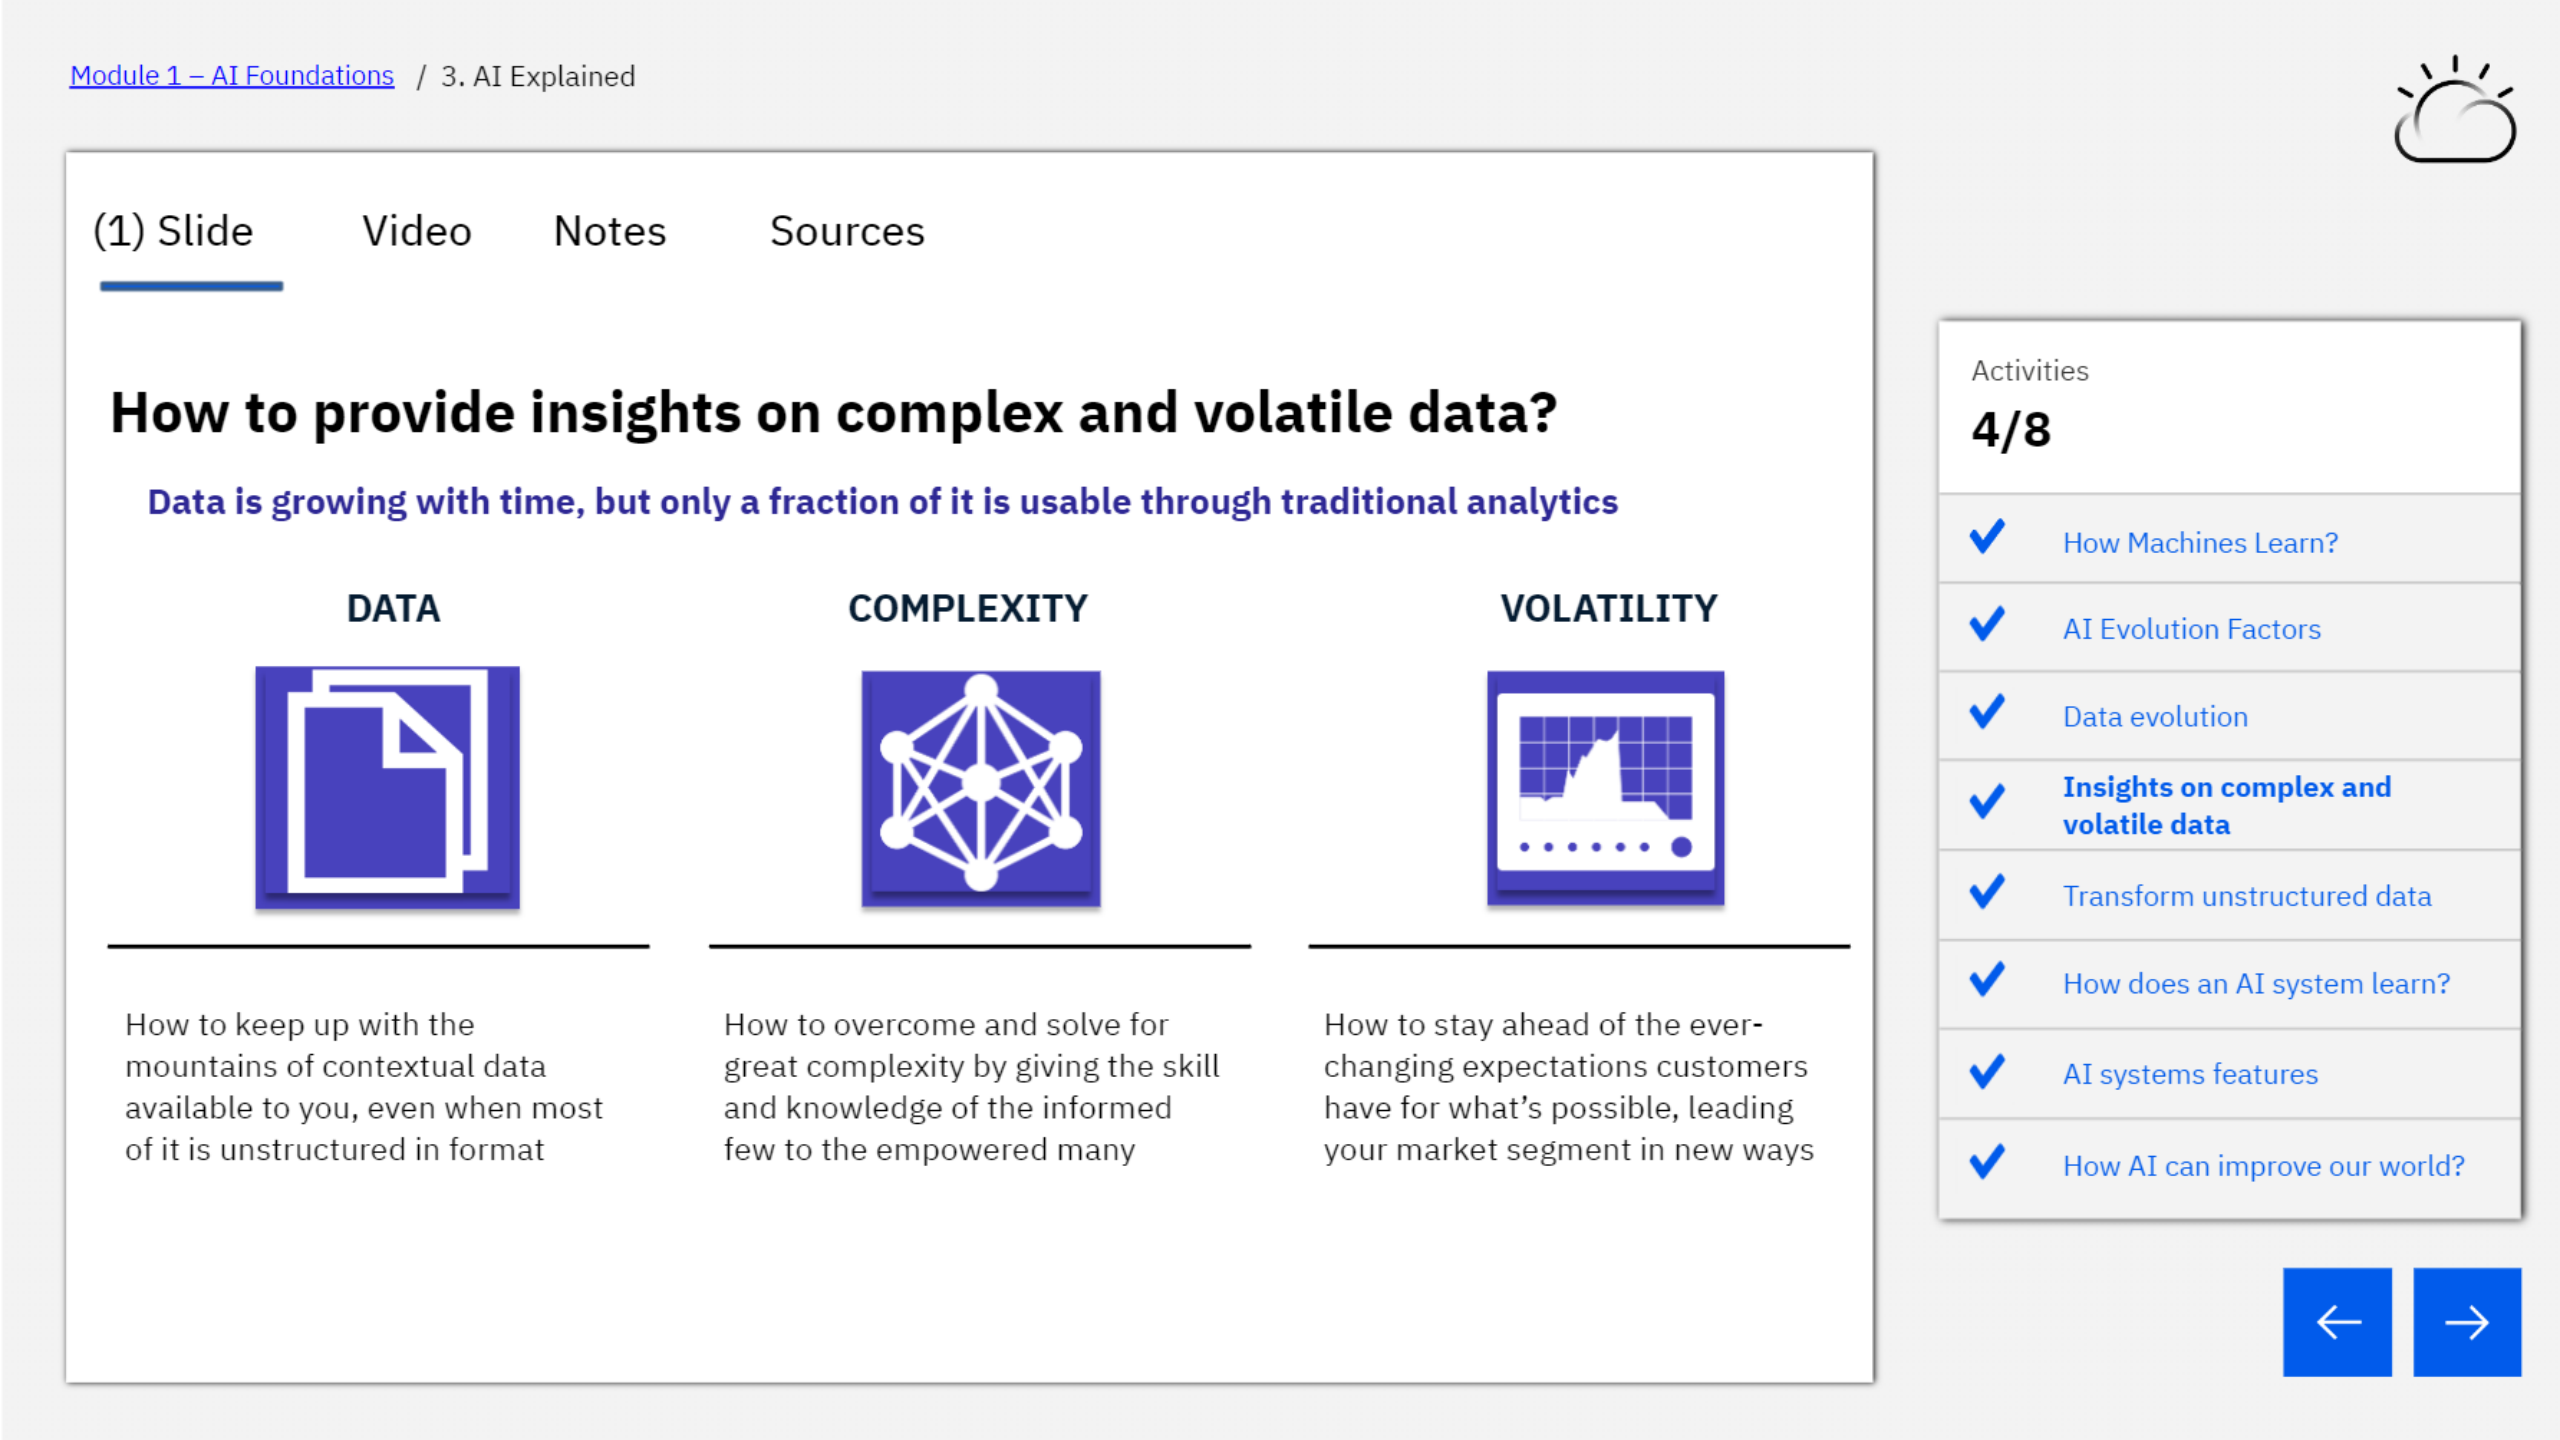 Module 1 – AI Foundations / 3. AI Explained
(1) Slide Video Notes Sources
How to provide insights on complex and volatile data?
Data is growing with time, but only a fraction of it is usable through traditional analytics
DATA
How to keep up with the
mountains of contextual data
available to you, even when most
of it is unstructured in format
COMPLEXITY
How to overcome and solve for
great complexity by giving the skill
and knowledge of the informed
few to the empowered many
VOLATILITY
How to stay ahead of the ever-
changing expectations customers
have for what’s possible, leading
your market segment in new ways
Activities
4/8
How Machines Learn?
AI Evolution Factors
Data evolution
Insights on complex and
volatile data
Transform unstructured data
How does an AI system learn?
AI systems features
How AI can improve our world?